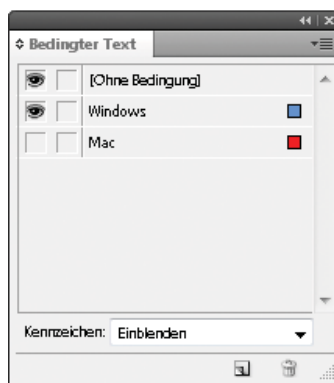 Bedingter Text
[Ohne Bedingung]
Windows
Mac
Kennzeichen: Einblenden